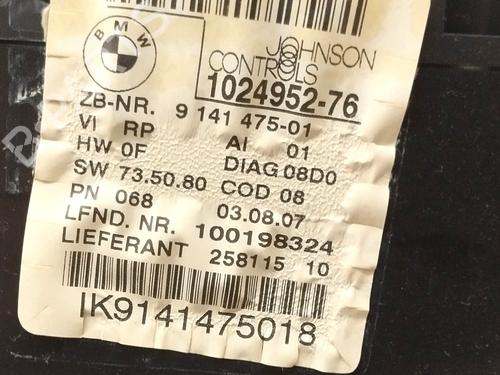 BMW
JOHNSON
CONTROLS
1024952-76
ZB-NR. 9 141 475-01
VI RP AI 01
HW 0F DIAG 08D0
SW 73.50.80 COD 08
PN 068 03.08.07
LFND. NR. 100198324
LIEFERANT 258115 10
IK9141475018